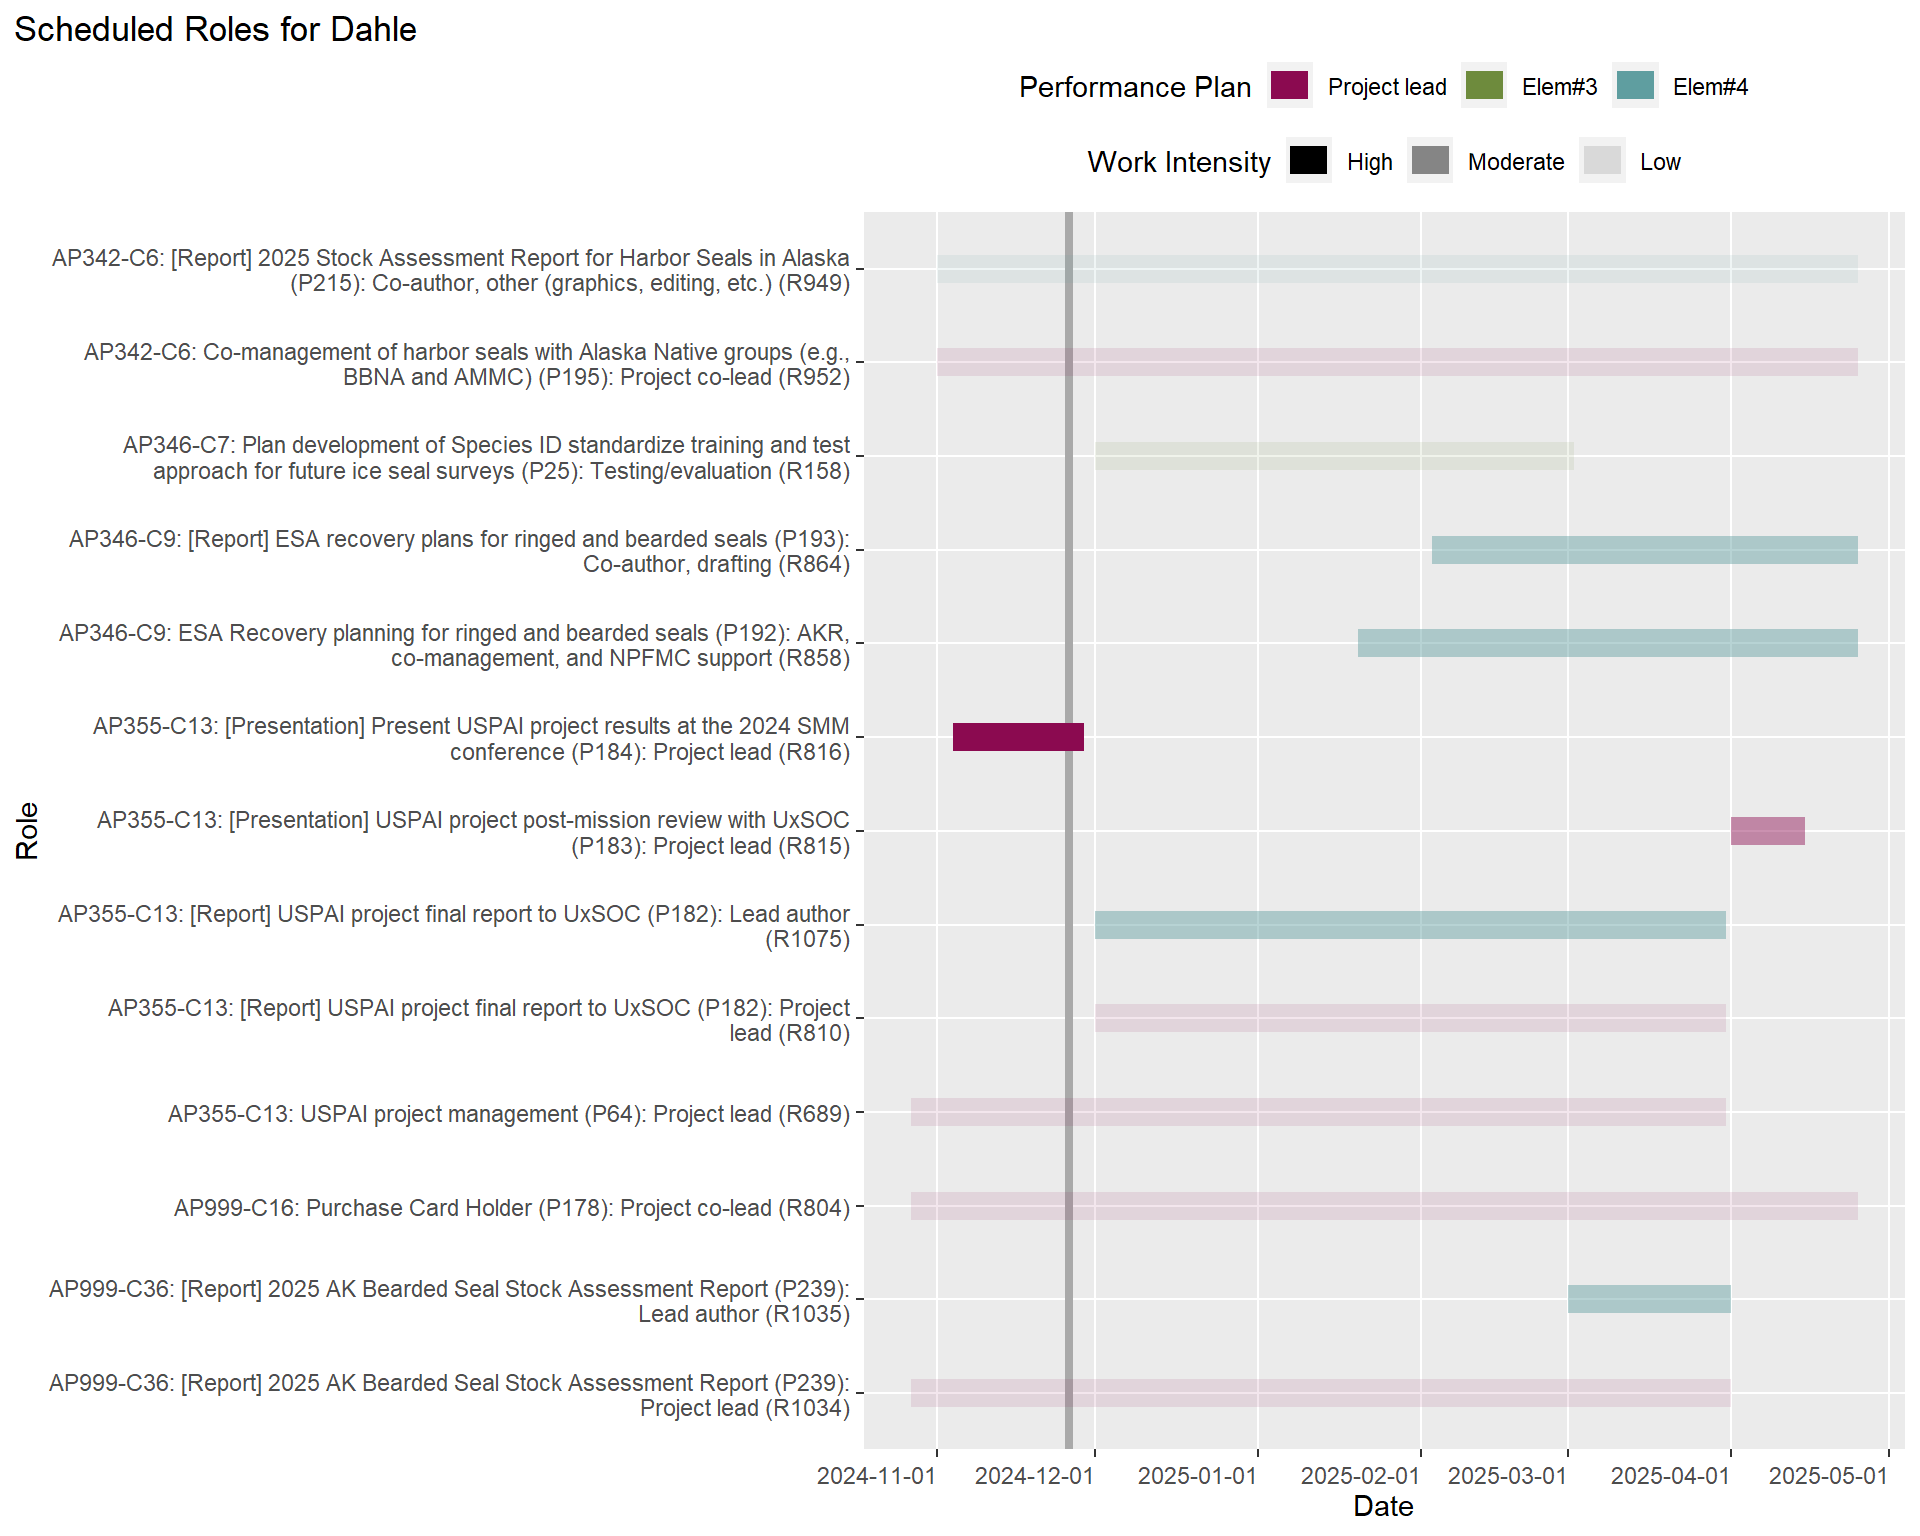 Scheduled Roles for Dahle
Performance Plan Project lead Elem#3 Elem#4
Work Intensity High Moderate Low
AP342-C6: [Report] 2025 Stock Assessment Report for Harbor Seals in Alaska
(P215): Co-author, other (graphics, editing, etc.) (R949)
AP342-C6: Co-management of harbor seals with Alaska Native groups (e.g.,
BBNA and AMMC) (P195): Project co-lead (R952)
AP346-C7: Plan development of Species ID standardize training and test
approach for future ice seal surveys (P25): Testing/evaluation (R158)
AP346-C9: [Report] ESA recovery plans for ringed and bearded seals (P193):
Co-author, drafting (R864)
AP346-C9: ESA Recovery planning for ringed and bearded seals (P192): AKR,
co-management, and NPFMC support (R858)
AP355-C13: [Presentation] Present USPAI project results at the 2024 SMM
conference (P184): Project lead (R816)
AP355-C13: [Presentation] USPAI project post-mission review with UxSOC
(P183): Project lead (R815)
AP355-C13: [Report] USPAI project final report to UxSOC (P182): Lead author
(R1075)
AP355-C13: [Report] USPAI project final report to UxSOC (P182): Project
lead (R810)
AP355-C13: USPAI project management (P64): Project lead (R689)
AP999-C16: Purchase Card Holder (P178): Project co-lead (R804)
AP999-C36: [Report] 2025 AK Bearded Seal Stock Assessment Report (P239):
Lead author (R1035)
AP999-C36: [Report] 2025 AK Bearded Seal Stock Assessment Report (P239):
Project lead (R1034)
Role
2024-11-01 2024-12-01 2025-01-01 2025-02-01 2025-03-01 2025-04-01 2025-05-01
Date